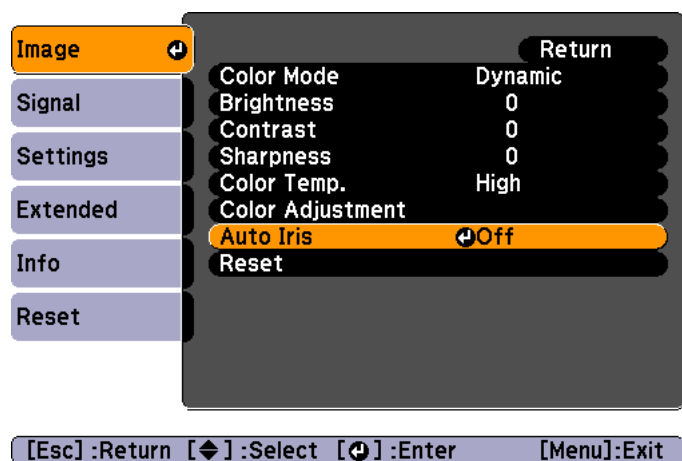 Image
Signal
Settings
Extended
Info
Reset
Return
Color Mode Dynamic
Brightness 0
Contrast 0
Sharpness 0
Color Temp. High
Color Adjustment
Auto Iris Off
Reset
[Esc] :Return [◆] :Select [⏎] :Enter [Menu]:Exit